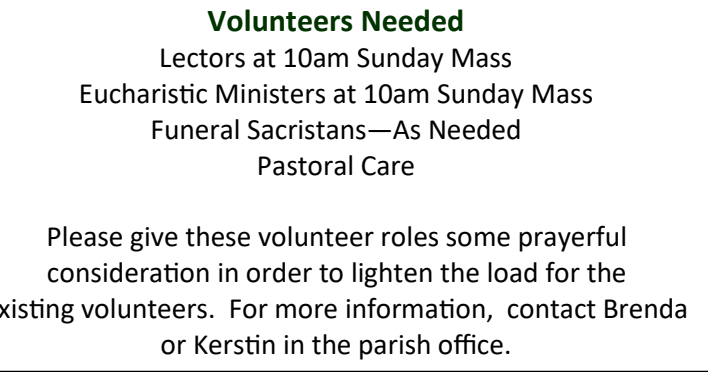 Volunteers Needed
Lectors at 10am Sunday Mass
Eucharistic Ministers at 10am Sunday Mass
Funeral Sacristans—As Needed
Pastoral Care
Please give these volunteer roles some prayerful
consideration in order to lighten the load for the
xisting volunteers.  For more information,  contact Brenda
or Kerstin in the parish office.